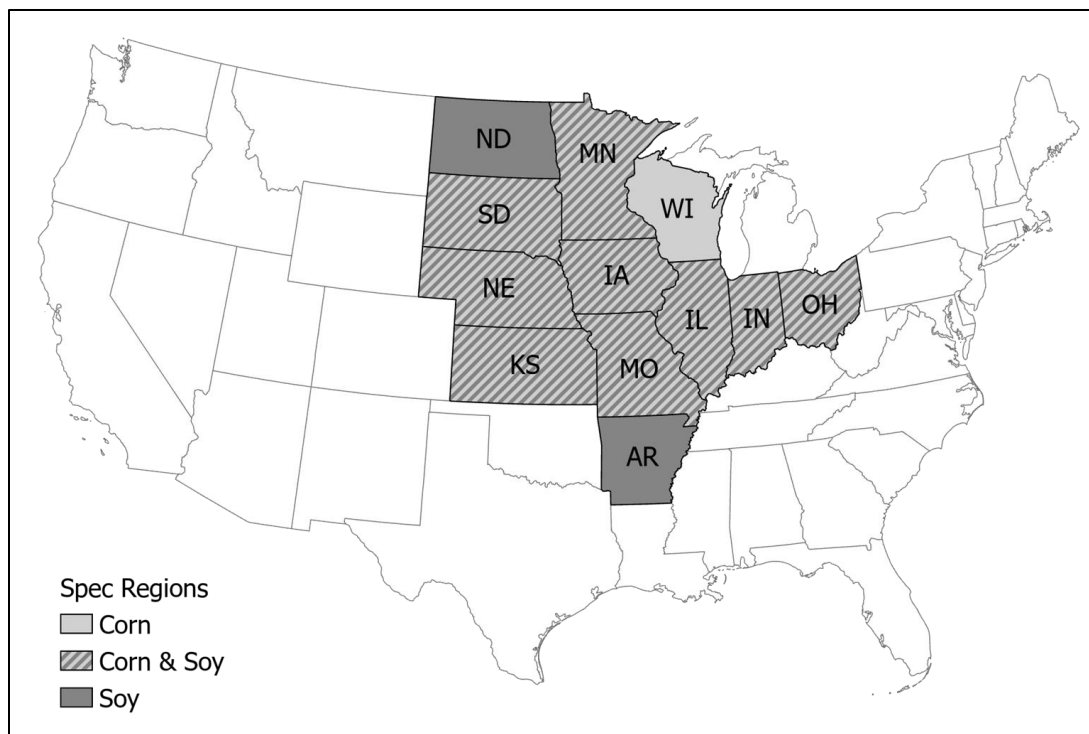 ND
MN
WI
SD
IA
NE
IL
IN
OH
KS
MO
AR
Spec Regions
Corn
Corn & Soy
Soy